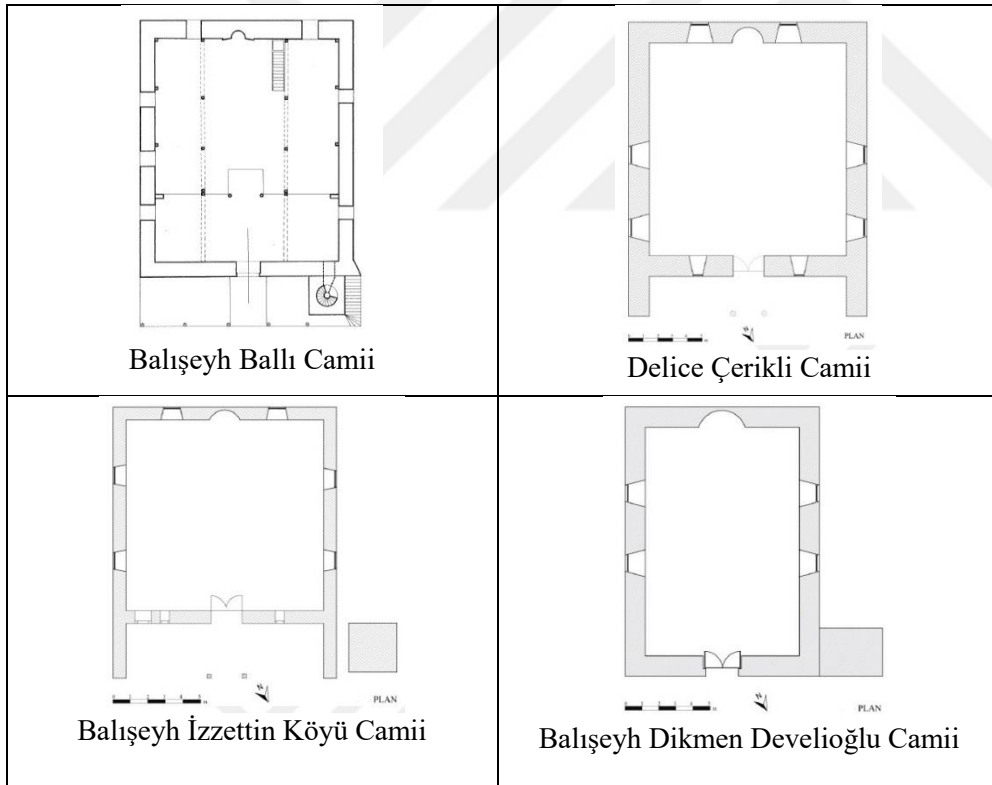 Balışeyh Ballı Camii
PLAN
Delice Çerikli Camii
PLAN
Balışeyh İzzettin Köyü Camii
PLAN
Balışeyh Dikmen Develioğlu Camii